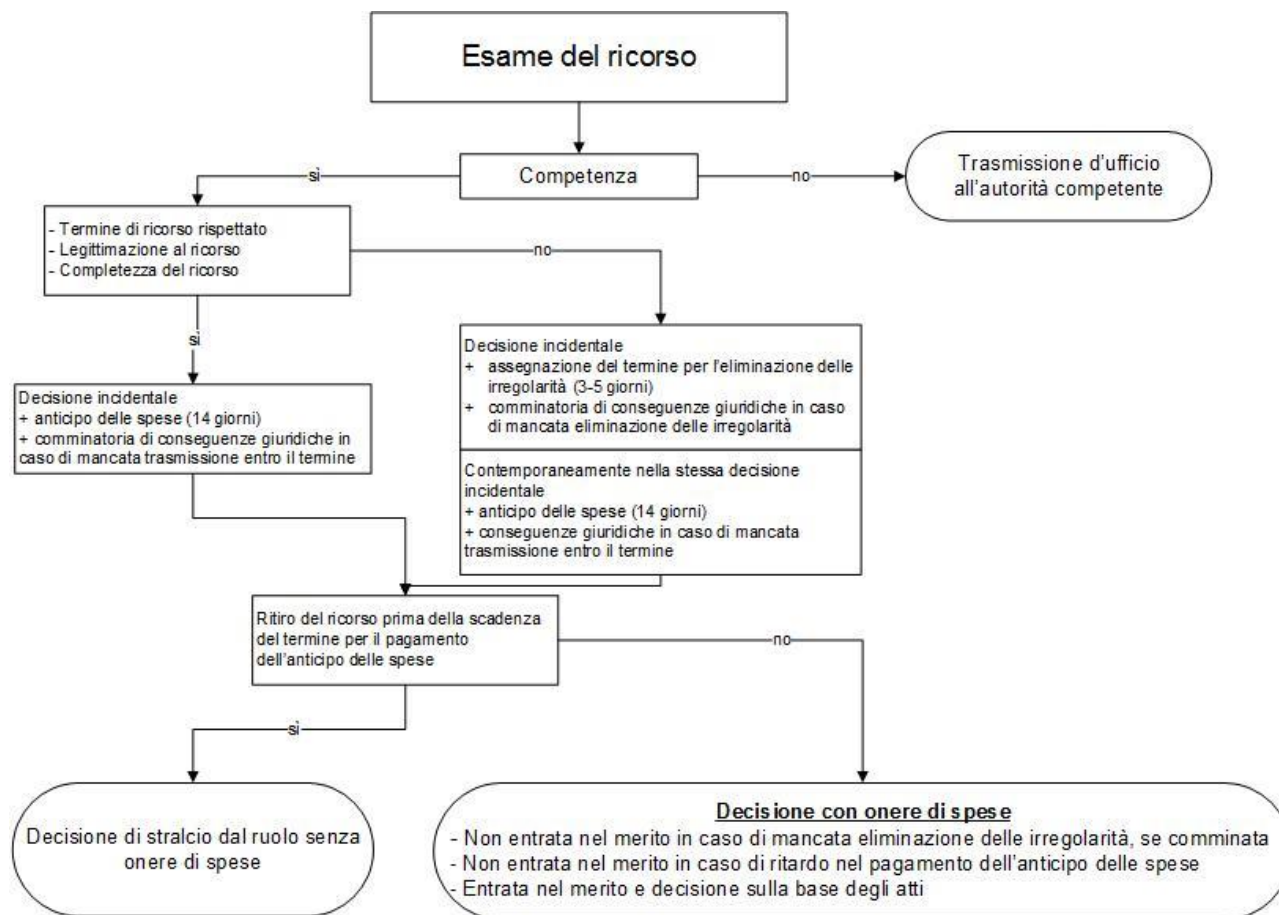 Esame del ricorso
Competenza
sì
no
Trasmissione d'ufficio
all'autorità competente
- Termine di ricorso rispettato
- Legittimazione al ricorso
- Completezza del ricorso
no
sì
Decisione incidentale
+ anticipo delle spese (14 giorni)
+ comminatoria di conseguenze giuridiche in
caso di mancata trasmissione entro il termine
Decisione incidentale
+ assegnazione del termine per l'eliminazione delle
irregolarità (3-5 giorni)
+ comminatoria di conseguenze giuridiche in caso
di mancata eliminazione delle irregolarità
Contemporaneamente nella stessa decisione
incidentale
+ anticipo delle spese (14 giorni)
+ conseguenze giuridiche in caso di mancata
trasmissione entro il termine
Ritiro del ricorso prima della scadenza
del termine per il pagamento
dell'anticipo delle spese
no
sì
Decisione di stralcio dal ruolo senza
onere di spese
Decisione con onere di spese
- Non entrata nel merito in caso di mancata eliminazione delle irregolarità, se comminata
- Non entrata nel merito in caso di ritardo nel pagamento dell'anticipo delle spese
- Entrata nel merito e decisione sulla base degli atti